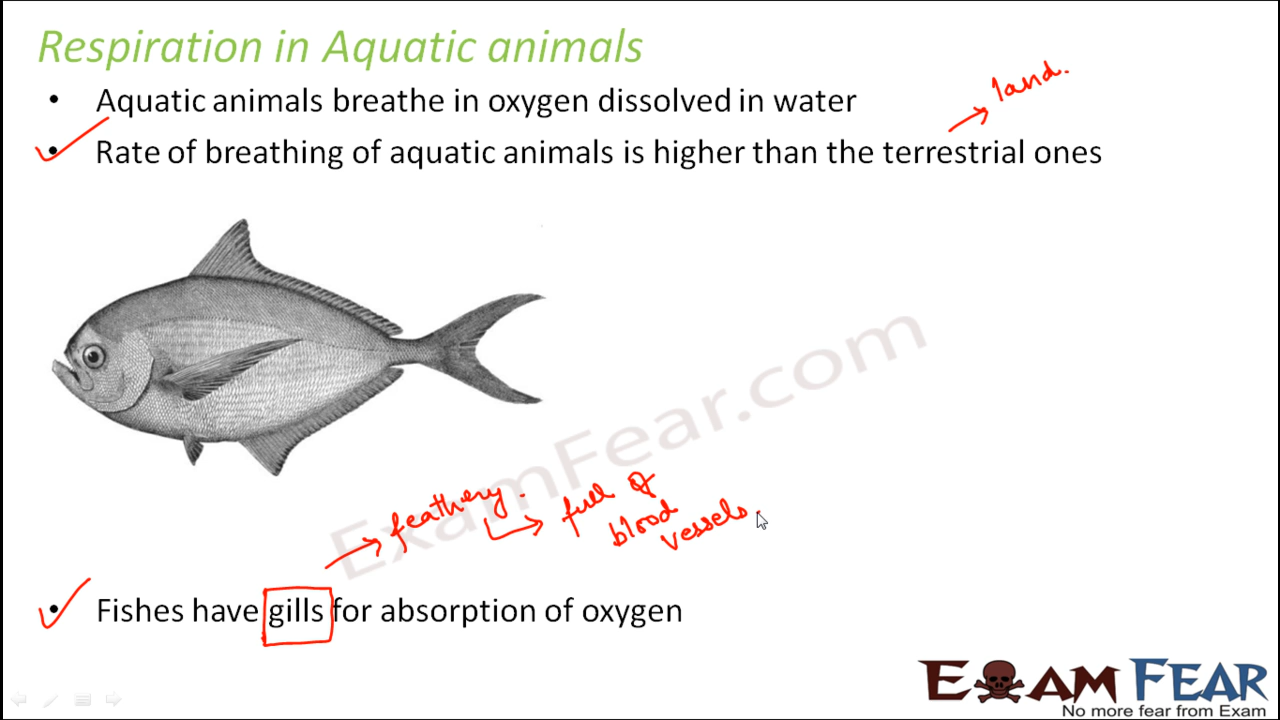 Respiration in Aquatic animals
• Aquatic animals breathe in oxygen dissolved in water
land.
• Rate of breathing of aquatic animals is higher than the terrestrial ones
ExamFear.com
feathery.
full of
blood
vessels.
• Fishes have gills for absorption of oxygen
EXAM FEAR
No more fear from Exam